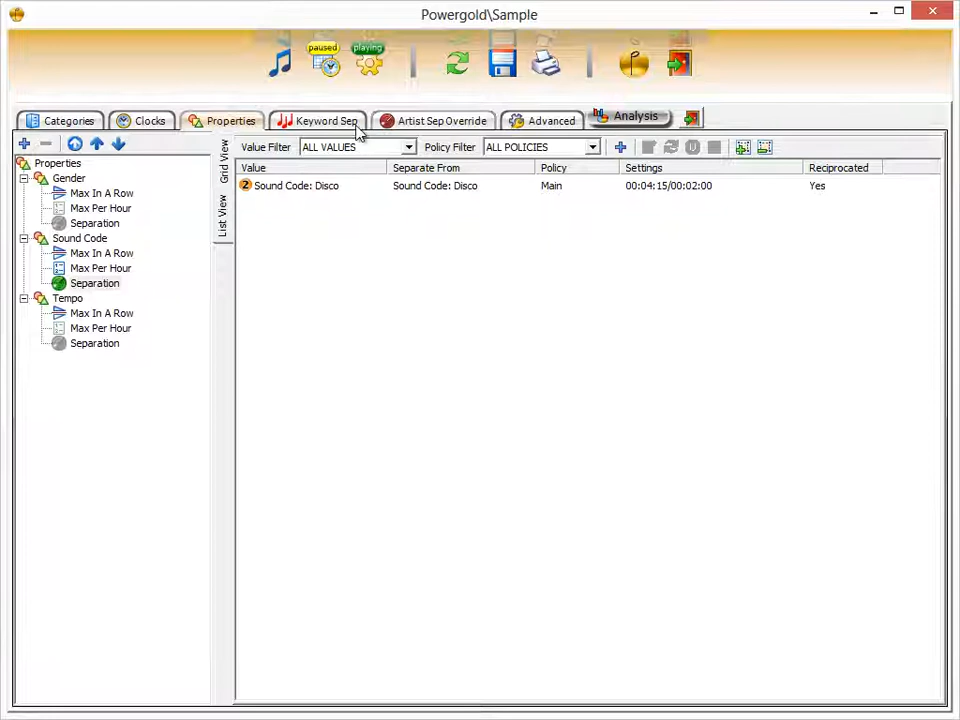 Powergold\Sample
paused
playing
Categories
Clocks
Properties
Keyword Sep
Artist Sep Override
Advanced
Analysis
Value Filter
ALL VALUES
Policy Filter
ALL POLICIES
Properties
Gender
Max In A Row
Max Per Hour
Separation
Sound Code
Max In A Row
Max Per Hour
Separation
Tempo
Max In A Row
Max Per Hour
Separation
Grid View
List View
Value Separate From Policy Settings Reciprocated
2 Sound Code: Disco Sound Code: Disco Main 00:04:15/00:02:00 Yes